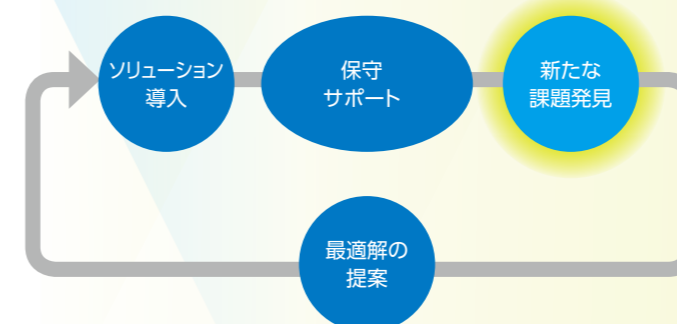 ソリューション
導入
保守
サポート
新たな
課題発見
最適解の
提案